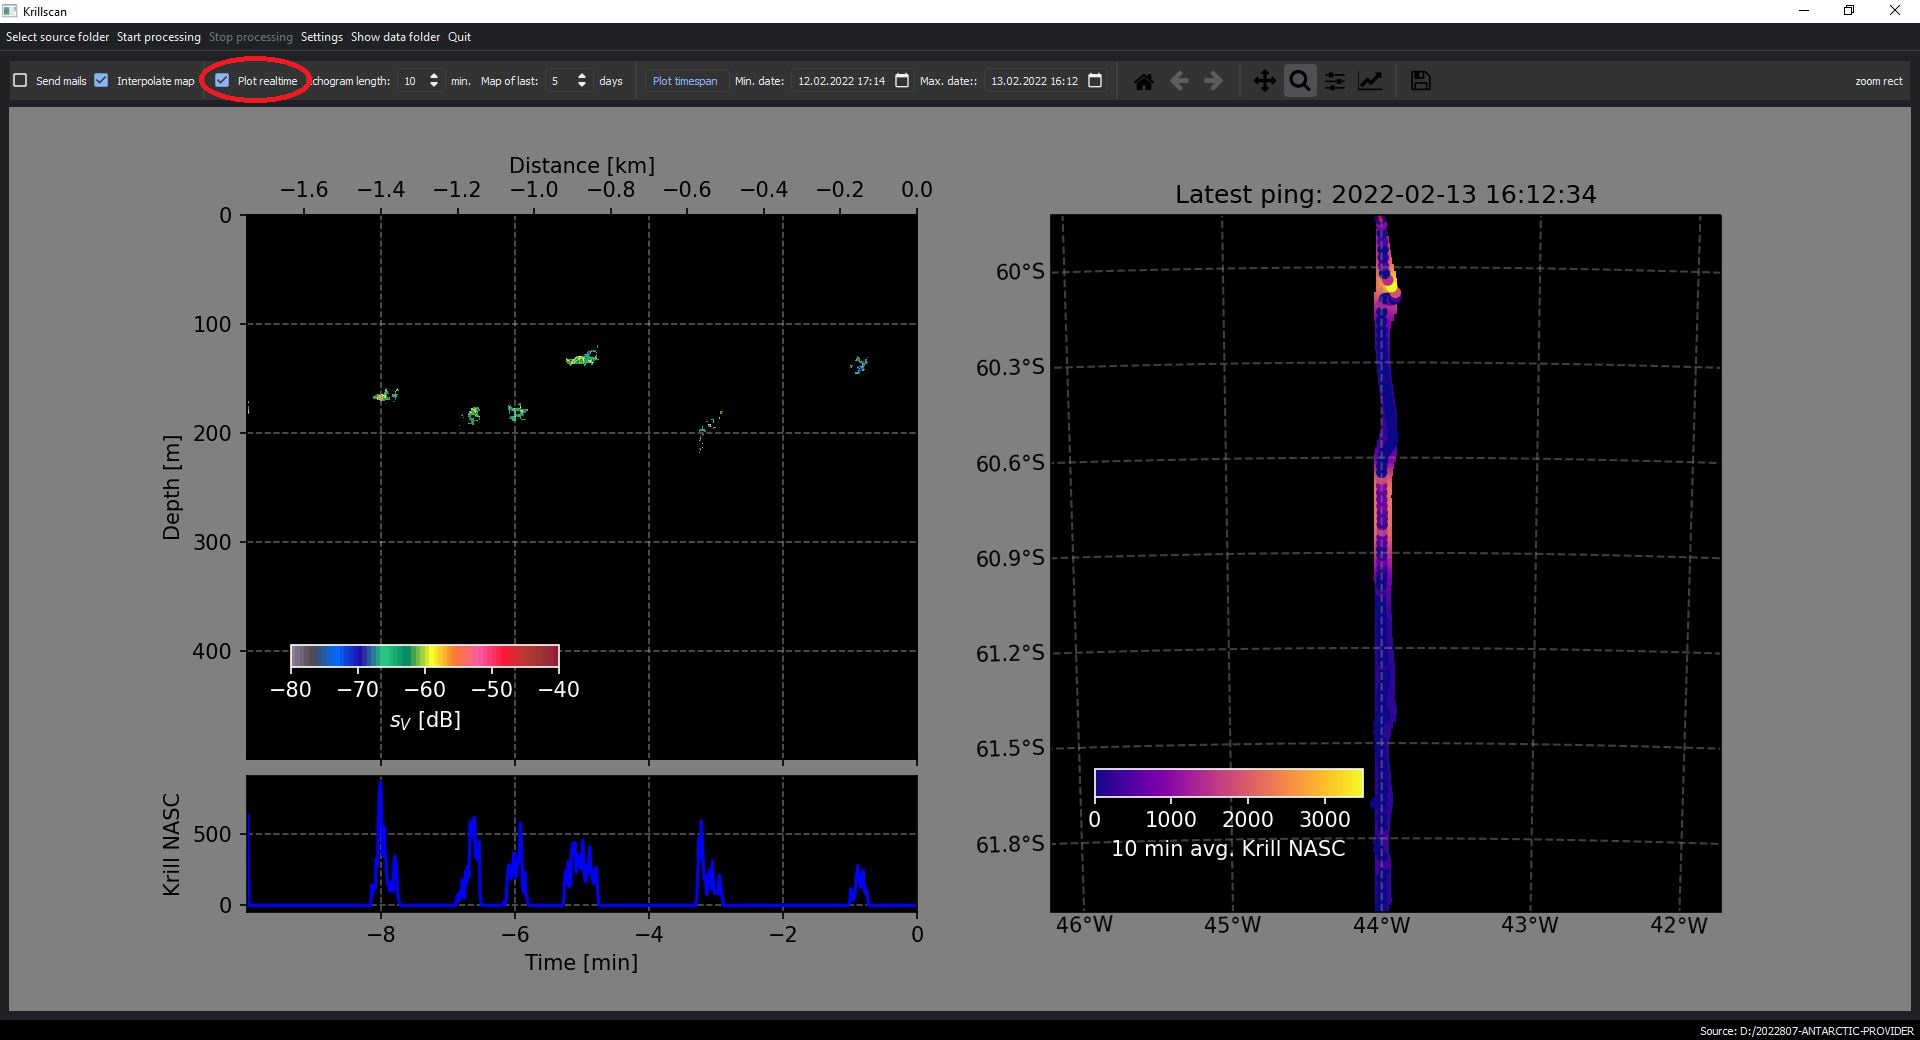 Krillscan
Select source folder Start processing Stop processing Settings Show data folder Quit
Send mails Interpolate map Plot realtime chogram length: 10 min. Map of last: 5 days Plot timespan Min. date: 12.02.2022 17:14 Max. date:: 13.02.2022 16:12 zoom rect
Distance [km]
−1.6 −1.4 −1.2 −1.0 −0.8 −0.6 −0.4 −0.2 0.0
0
100
200
300
400
Depth [m]
−80 −70 −60 −50 −40
sV [dB]
500
0
Krill NASC
−8 −6 −4 −2 0
Time [min]
Latest ping: 2022-02-13 16:12:34
60°S
60.3°S
60.6°S
60.9°S
61.2°S
61.5°S
61.8°S
0 1000 2000 3000
10 min avg. Krill NASC
46°W 45°W 44°W 43°W 42°W
Source: D:/2022807-ANTARCTIC-PROVIDER